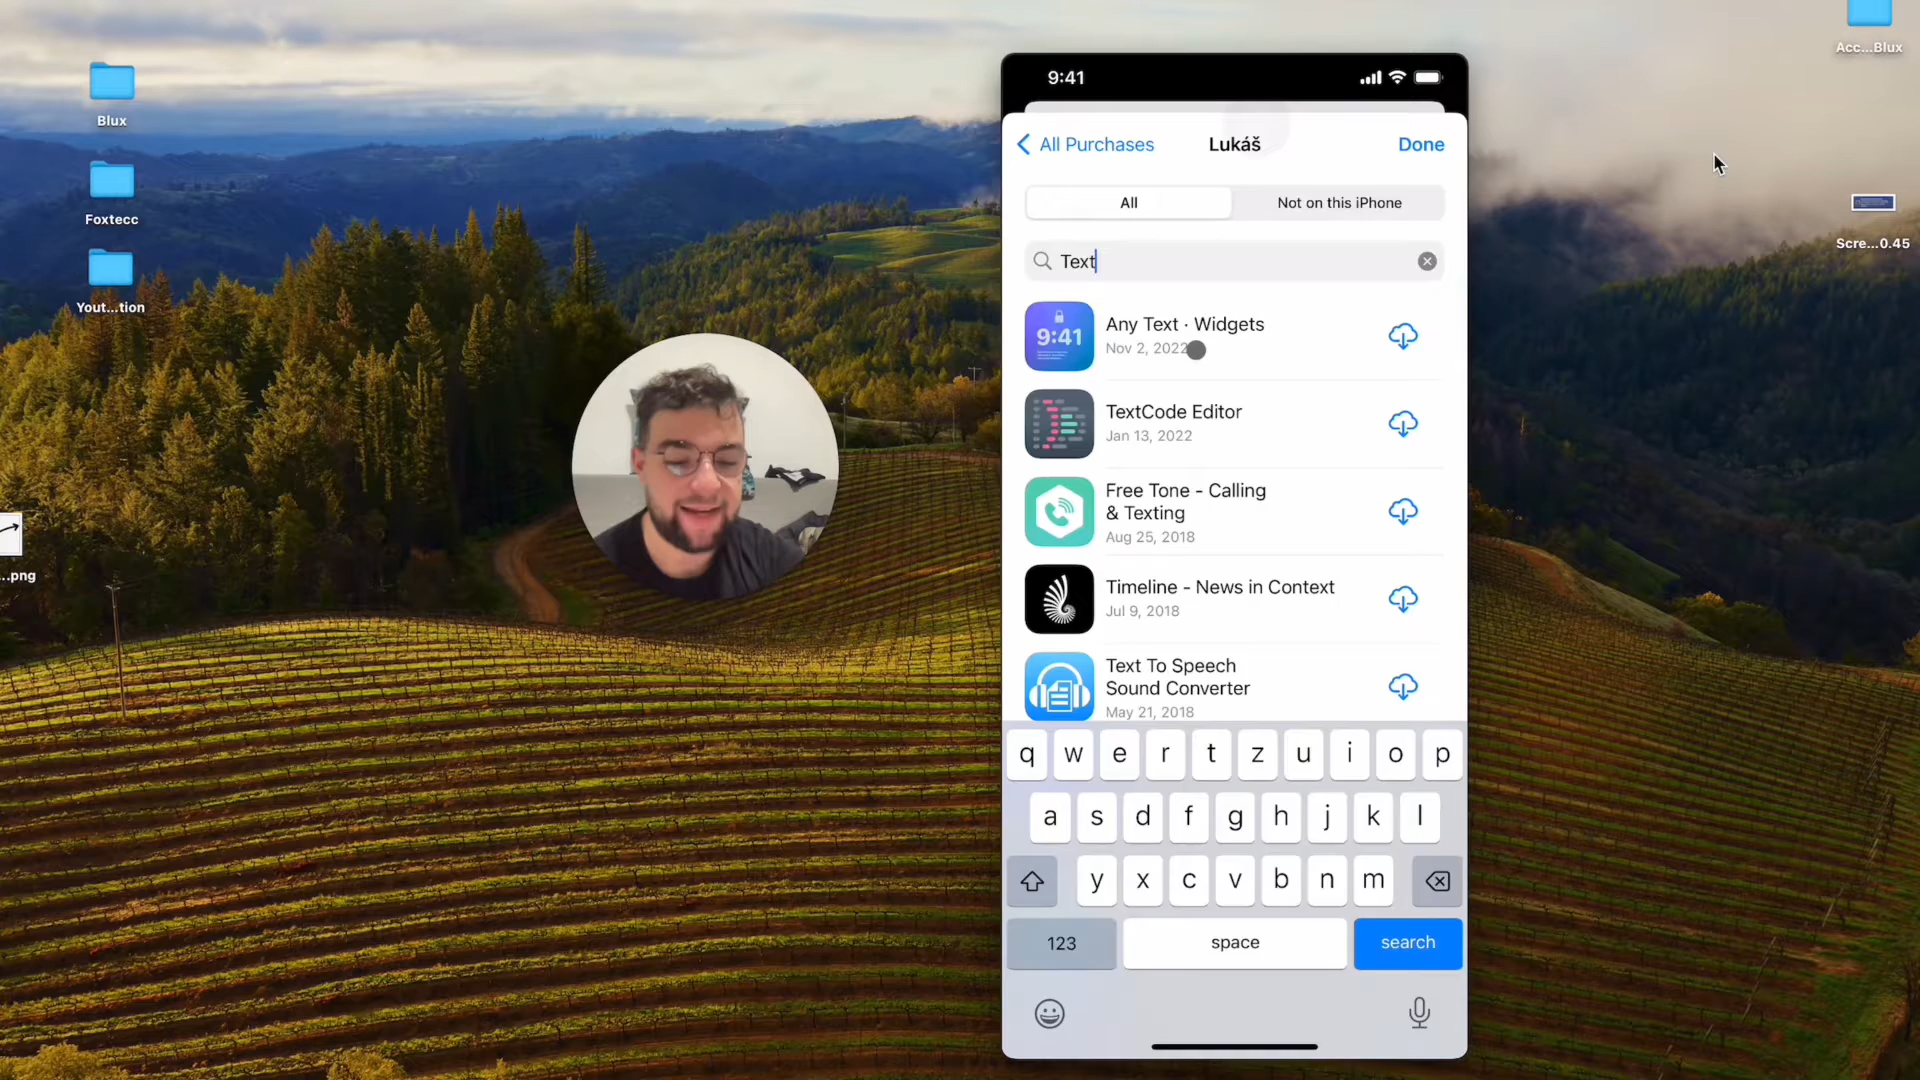 Blux
Foxtecc
Yout...tion
...png
Acc...Blux
Scre...0.45
9:41
All Purchases
Lukáš
Done
All
Not on this iPhone
Text
9:41
Any Text · Widgets
Nov 2, 2022
TextCode Editor
Jan 13, 2022
Free Tone - Calling
& Texting
Aug 25, 2018
Timeline - News in Context
Jul 9, 2018
Text To Speech
Sound Converter
May 21, 2018
q w e r t z u i o p
a s d f g h j k l
y x c v b n m
123 space search